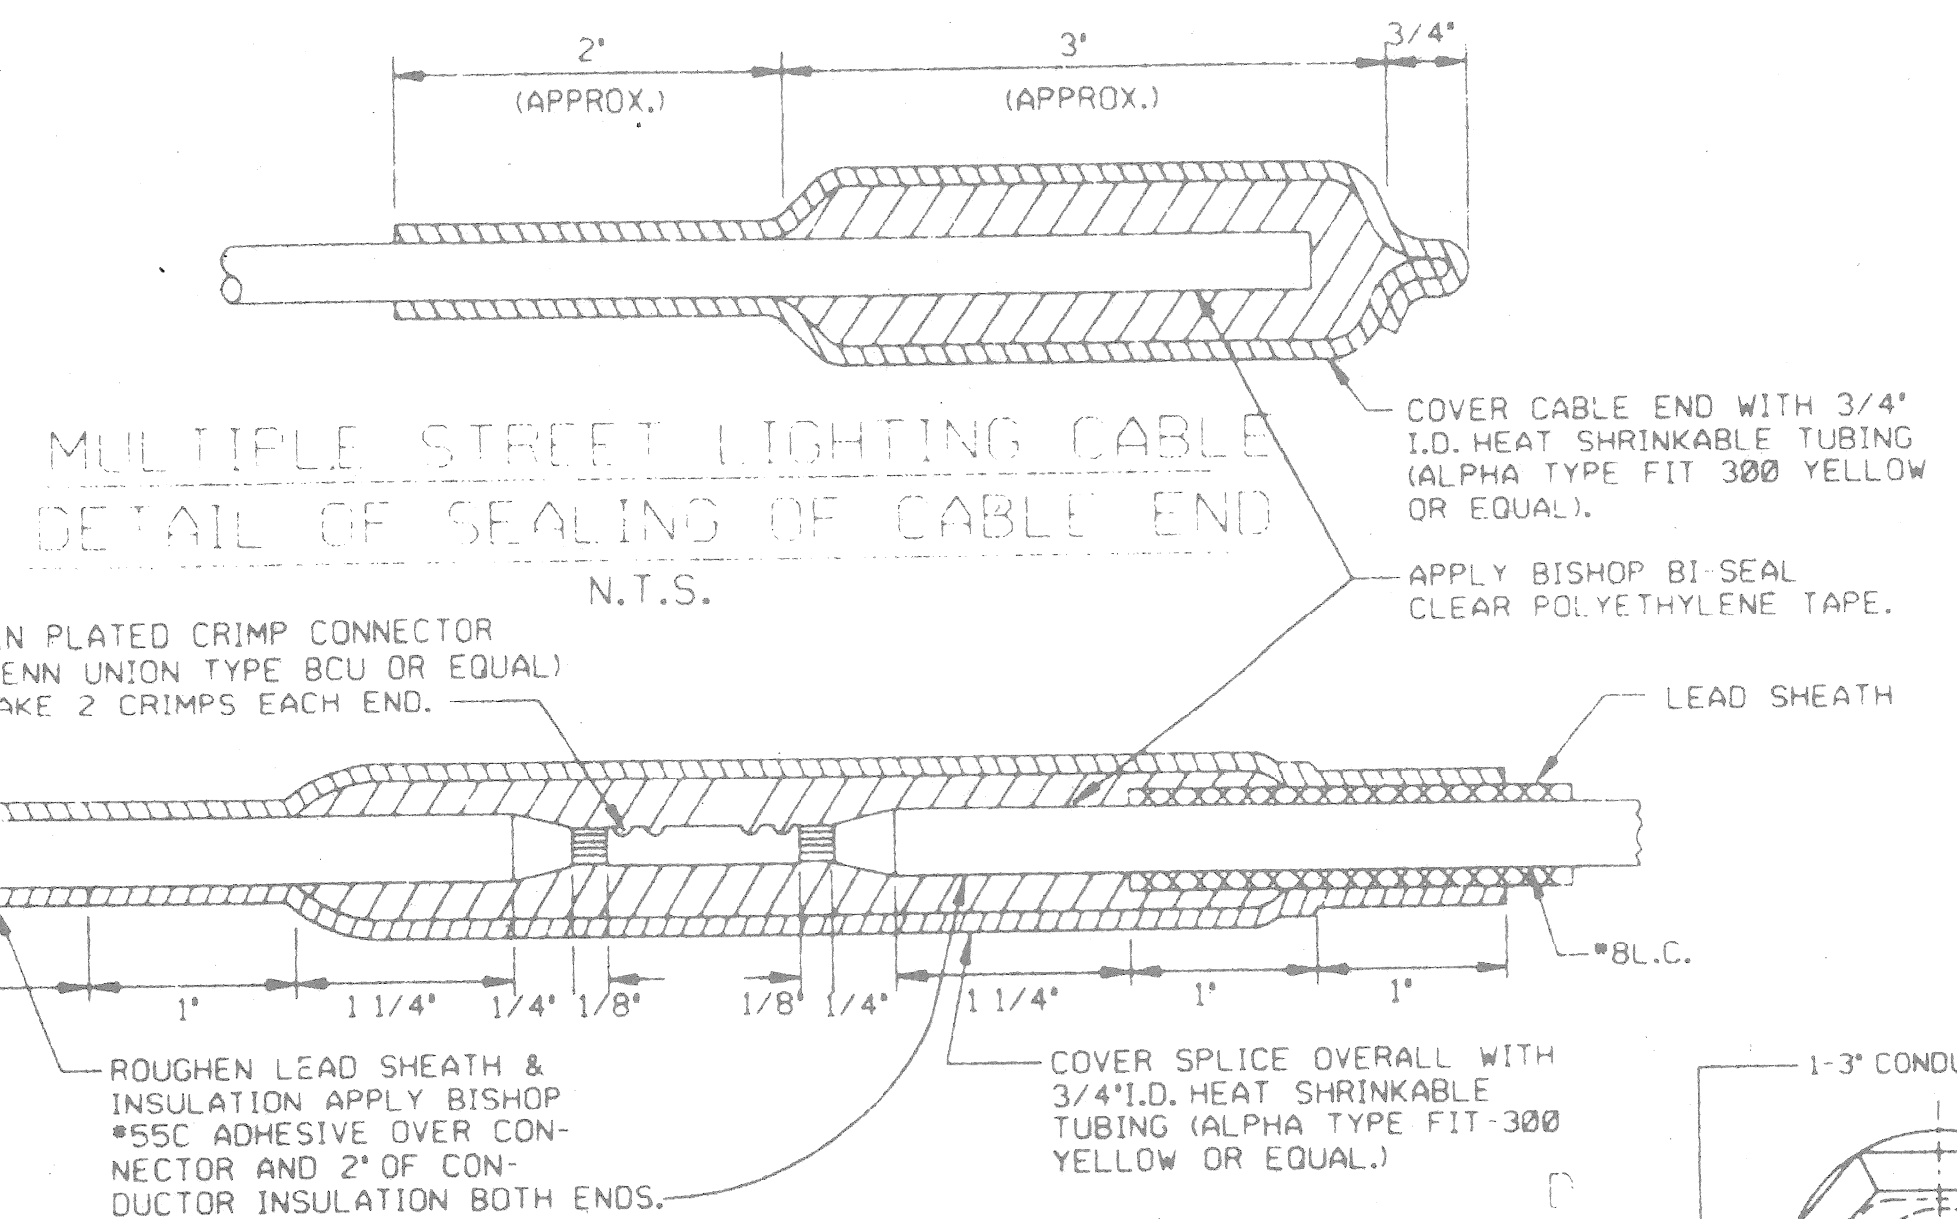 2" 3" 3/4"
(APPROX.) (APPROX.)
COVER CABLE END WITH 3/4"
I.D. HEAT SHRINKABLE TUBING
(ALPHA TYPE FIT 300 YELLOW
OR EQUAL).
MULTIPLE STREET LIGHTING CABLE
DETAIL OF SEALING OF CABLE END
N.T.S.
APPLY BISHOP BI-SEAL
CLEAR POLYETHYLENE TAPE.
N PLATED CRIMP CONNECTOR
ENN UNION TYPE BCU OR EQUAL)
AKE 2 CRIMPS EACH END.
LEAD SHEATH
#8L.C.
1" 1 1/4" 1/4" 1/8" 1/8" 1/4" 1 1/4" 1" 1"
ROUGHEN LEAD SHEATH &
INSULATION APPLY BISHOP
#55C ADHESIVE OVER CON-
NECTOR AND 2" OF CON-
DUCTOR INSULATION BOTH ENDS.
COVER SPLICE OVERALL WITH
3/4"I.D. HEAT SHRINKABLE
TUBING (ALPHA TYPE FIT-300
YELLOW OR EQUAL.)
1-3" CONDU